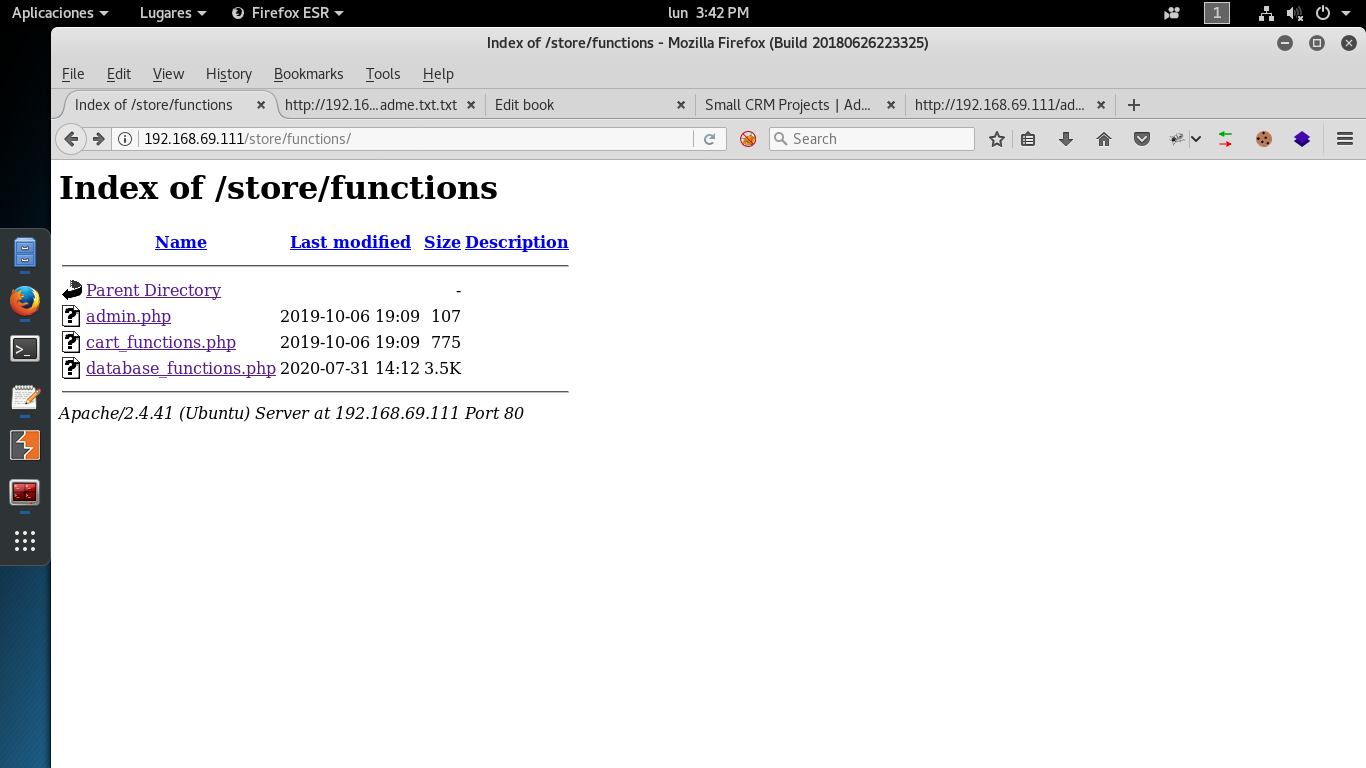 Aplicaciones Lugares Firefox ESR lun 3:42 PM 1
Index of /store/functions - Mozilla Firefox (Build 20180626223325)
File Edit View History Bookmarks Tools Help
Index of /store/functions http://192.16...adme.txt.txt Edit book Small CRM Projects | Ad... http://192.168.69.111/ad...
192.168.69.111/store/functions/ Search
Index of /store/functions
Name Last modified Size Description
Parent Directory -
admin.php 2019-10-06 19:09 107
cart_functions.php 2019-10-06 19:09 775
database_functions.php 2020-07-31 14:12 3.5K
Apache/2.4.41 (Ubuntu) Server at 192.168.69.111 Port 80